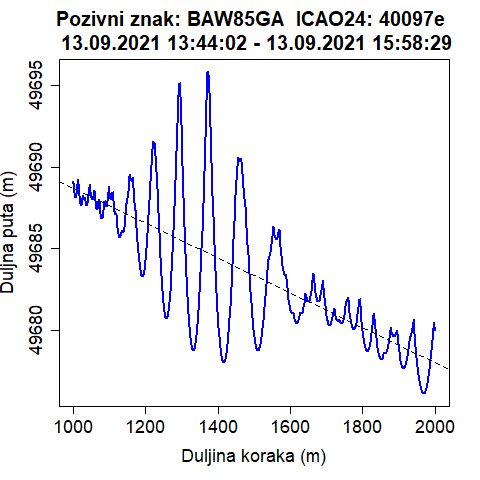 Pozivni znak: BAW85GA  ICAO24: 40097e
13.09.2021 13:44:02 - 13.09.2021 15:58:29
Duljna puta (m)
49695
49690
49685
49680
1000 1200 1400 1600 1800 2000
Duljina koraka (m)